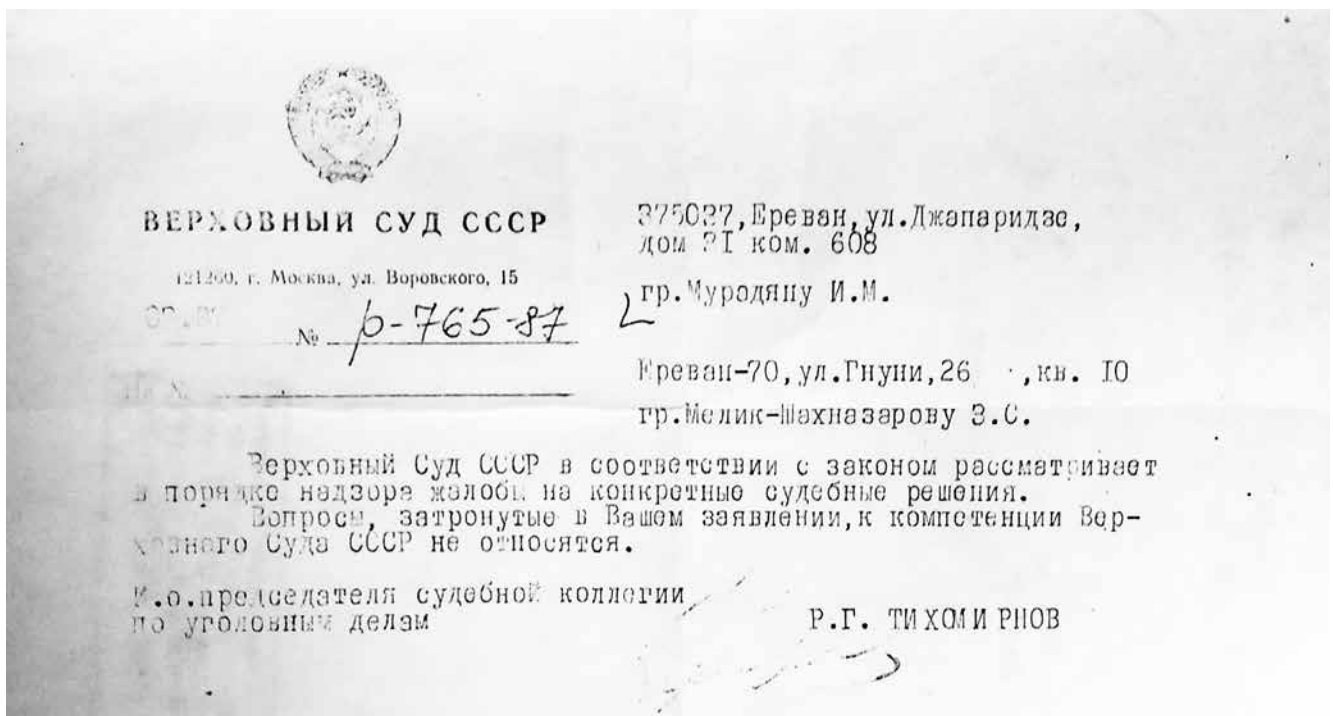 ВЕРХОВНЫЙ СУД СССР
121260, г. Москва, ул. Воровского, 15
№ р-765-87
375037, Ереван, ул.Джапаридзе,
дом 21 ком. 608
гр.Мурадяну И.М.
Ереван-70,ул.Гнуни,26 ,кв. 10
гр.Мелик-Шахназарову З.С.
Верховный Суд СССР в соответствии с законом рассматривает
в порядке надзора жалобы на конкретные судебные решения.
Вопросы, затронутые в Вашем заявлении,к компетенции Вер-
ховного Суда СССР не относятся.
И.о.председателя судебной коллегии
по уголовным делам
Р.Г. ТИХОМИРНОВ